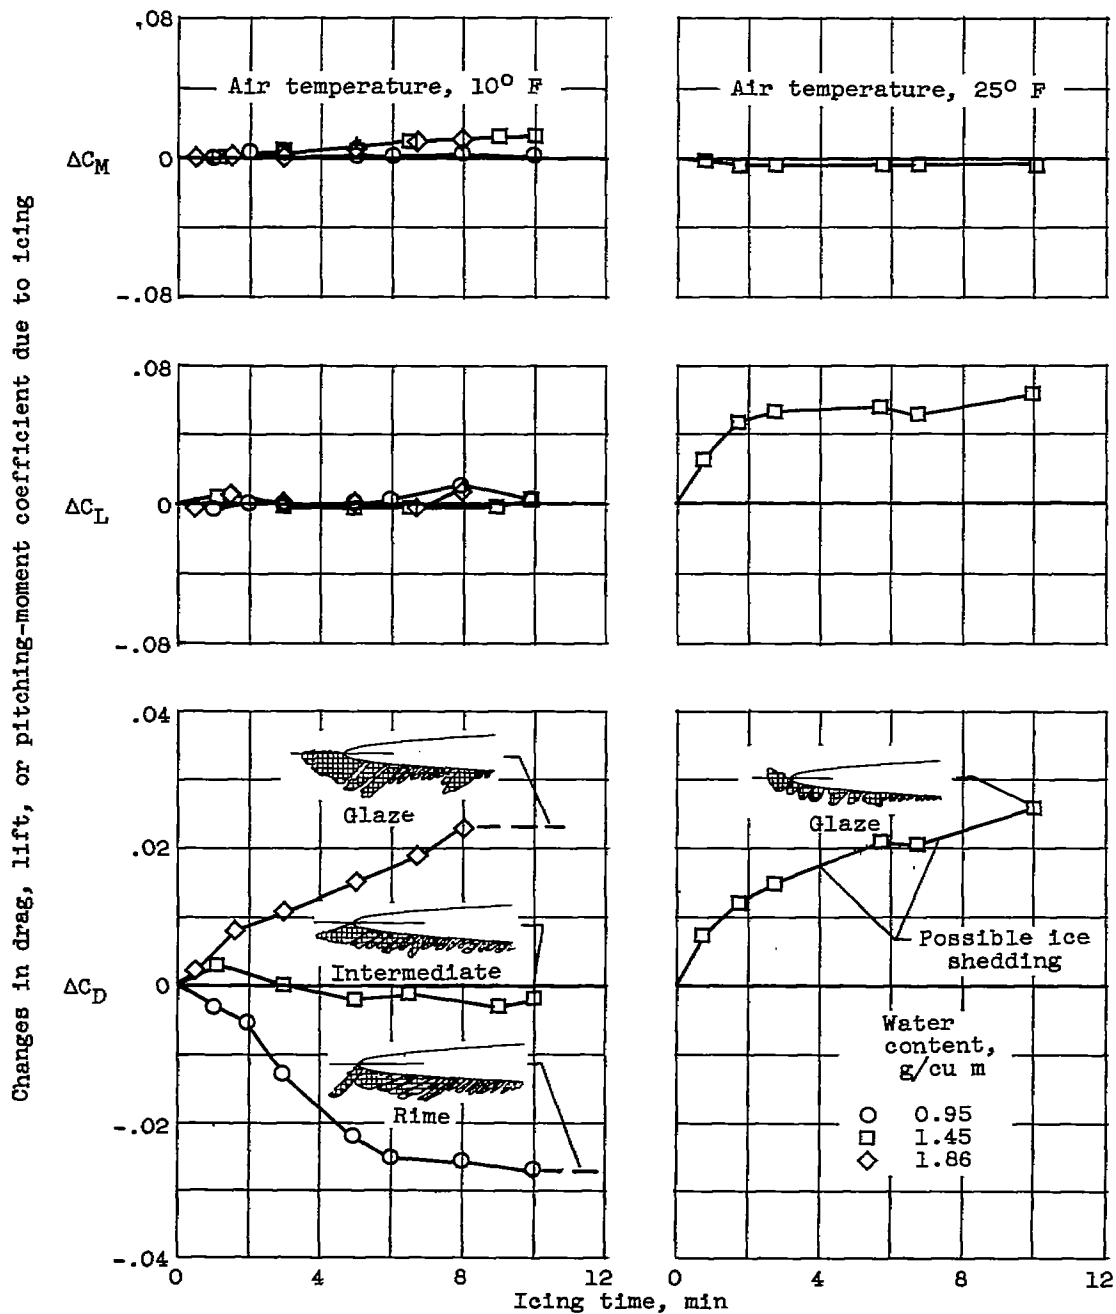 Changes in drag, lift, or pitching-moment coefficient due to icing
.08
Air temperature, 10° F
ΔC_M
0
-.08
Air temperature, 25° F
.08
ΔC_L
0
-.08
.04
Glaze
.02
Intermediate
ΔC_D
0
Rime
-.02
-.04
0 4 8 12
Glaze
Possible ice
shedding
Water
content,
g/cu m
0.95
1.45
1.86
0 4 8 12
Icing time, min